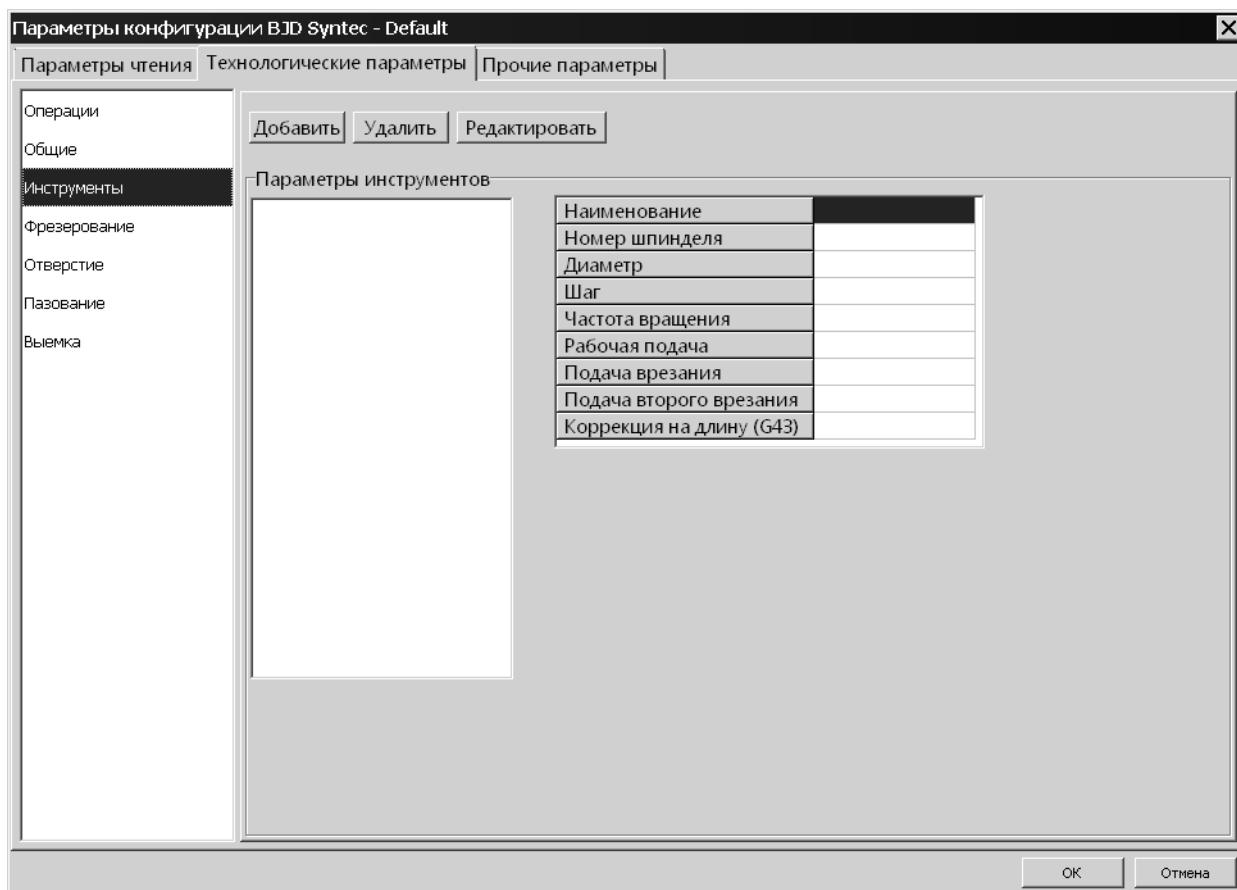 Параметры конфигурации BJD Syntec - Default
Параметры чтения Технологические параметры Прочие параметры
Операции
Общие
Инструменты
Фрезерование
Отверстие
Пазование
Выемка
Добавить Удалить Редактировать
Параметры инструментов
Наименование
Номер шпинделя
Диаметр
Шаг
Частота вращения
Рабочая подача
Подача врезания
Подача второго врезания
Коррекция на длину (G43)
ОК Отмена